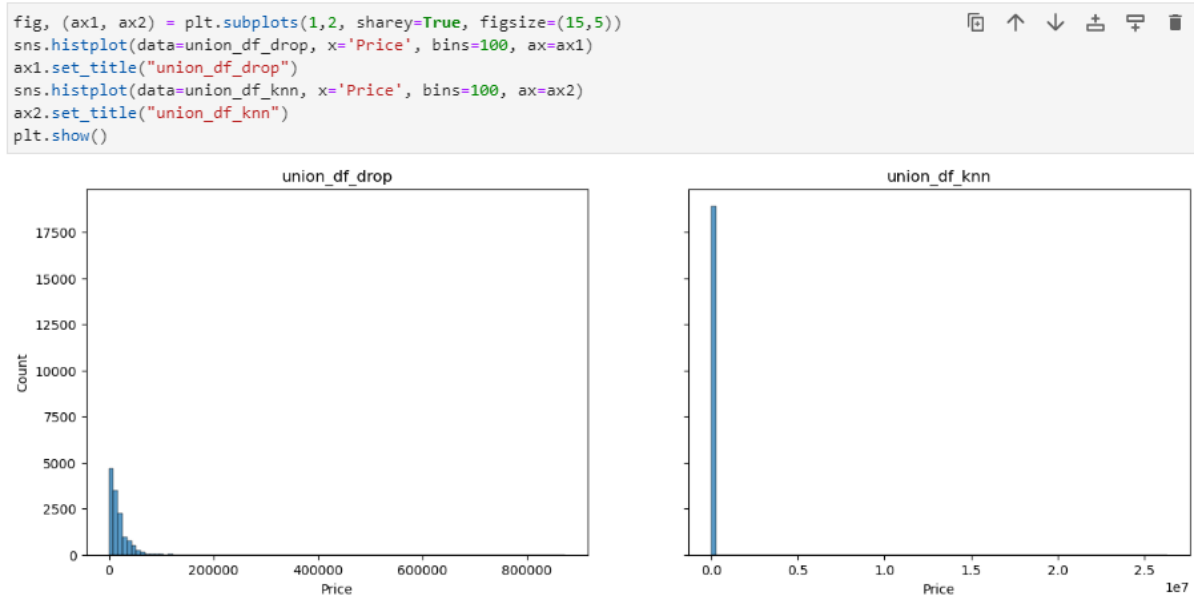 fig, (ax1, ax2) = plt.subplots(1,2, sharey=True, figsize=(15,5))
sns.histplot(data=union_df_drop, x='Price', bins=100, ax=ax1)
ax1.set_title("union_df_drop")
sns.histplot(data=union_df_knn, x='Price', bins=100, ax=ax2)
ax2.set_title("union_df_knn")
plt.show()
union_df_drop
17500
15000
12500
10000
7500
5000
2500
0
Count
0 200000 400000 600000 800000
Price
union_df_knn
0.0 0.5 1.0 1.5 2.0 2.5
1e7
Price